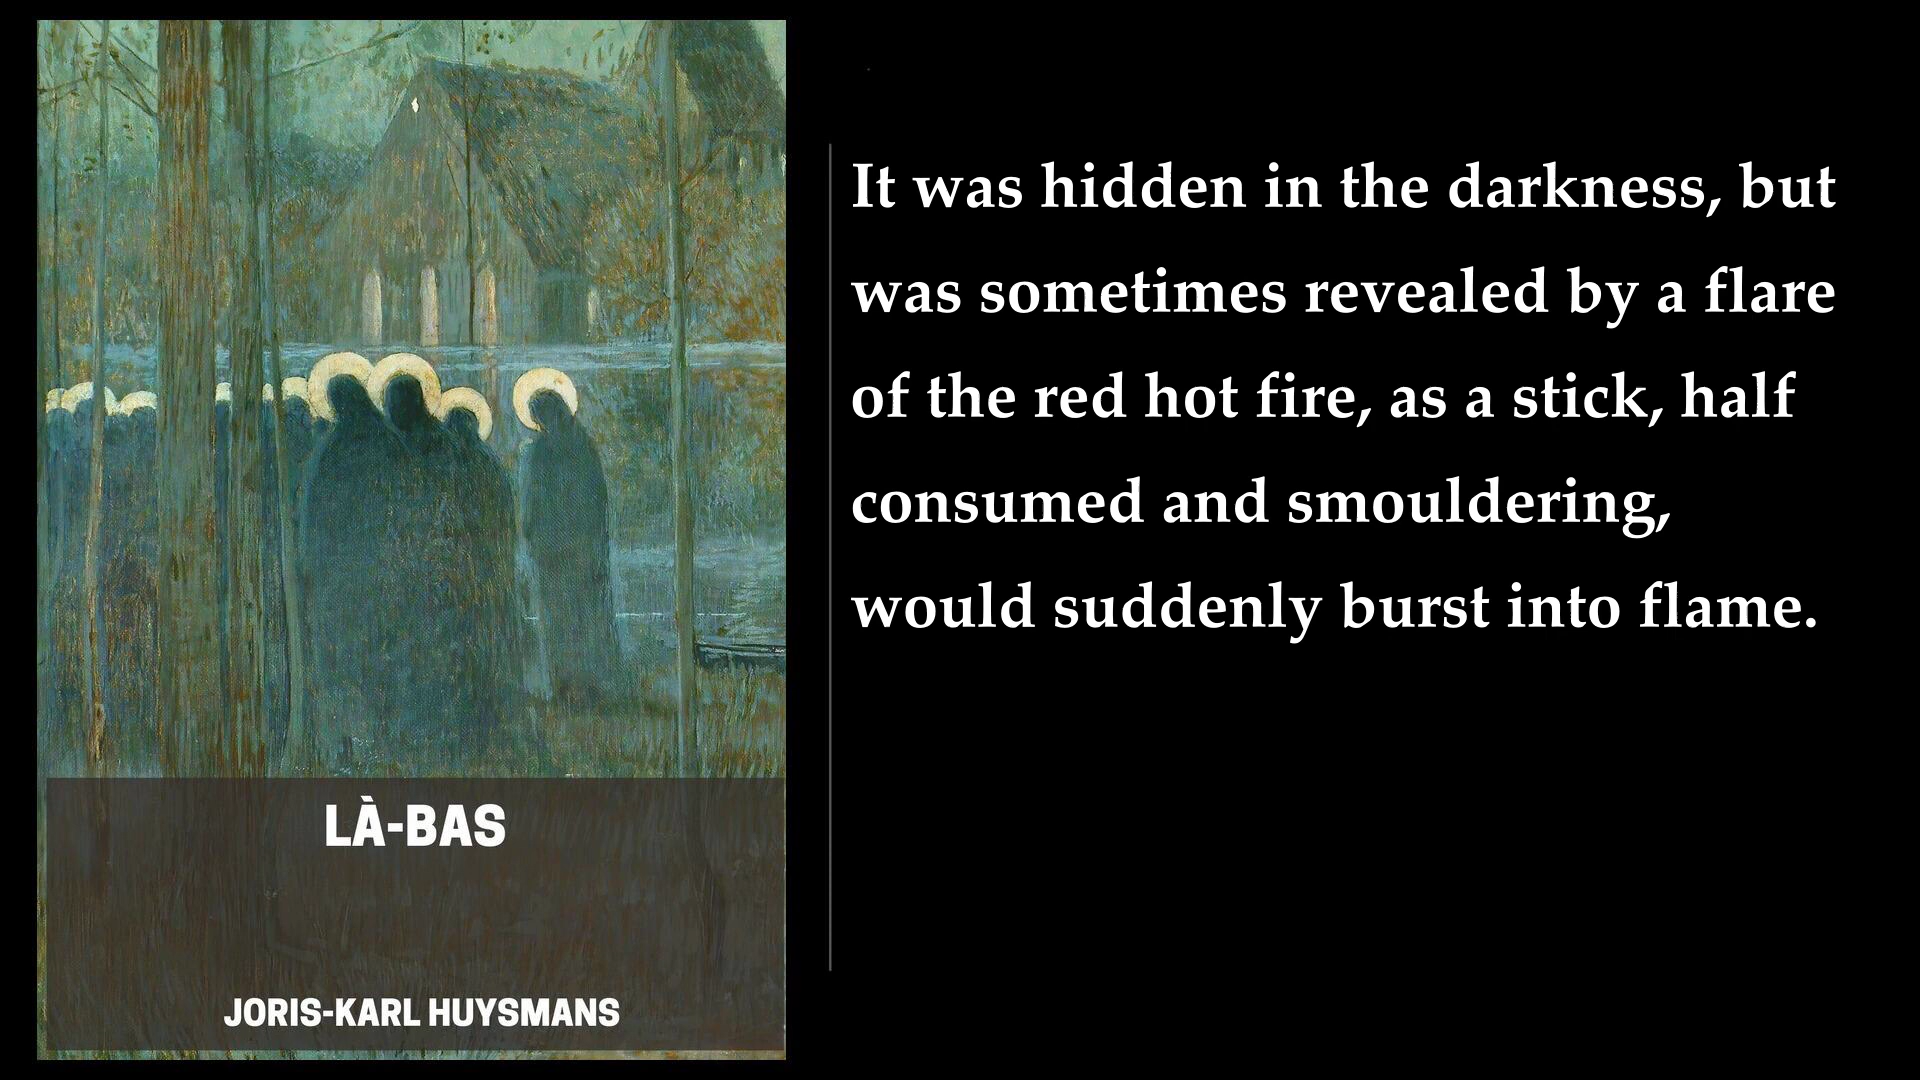 LÀ-BAS
JORIS-KARL HUYSMANS
It was hidden in the darkness, but
was sometimes revealed by a flare
of the red hot fire, as a stick, half
consumed and smouldering,
would suddenly burst into flame.